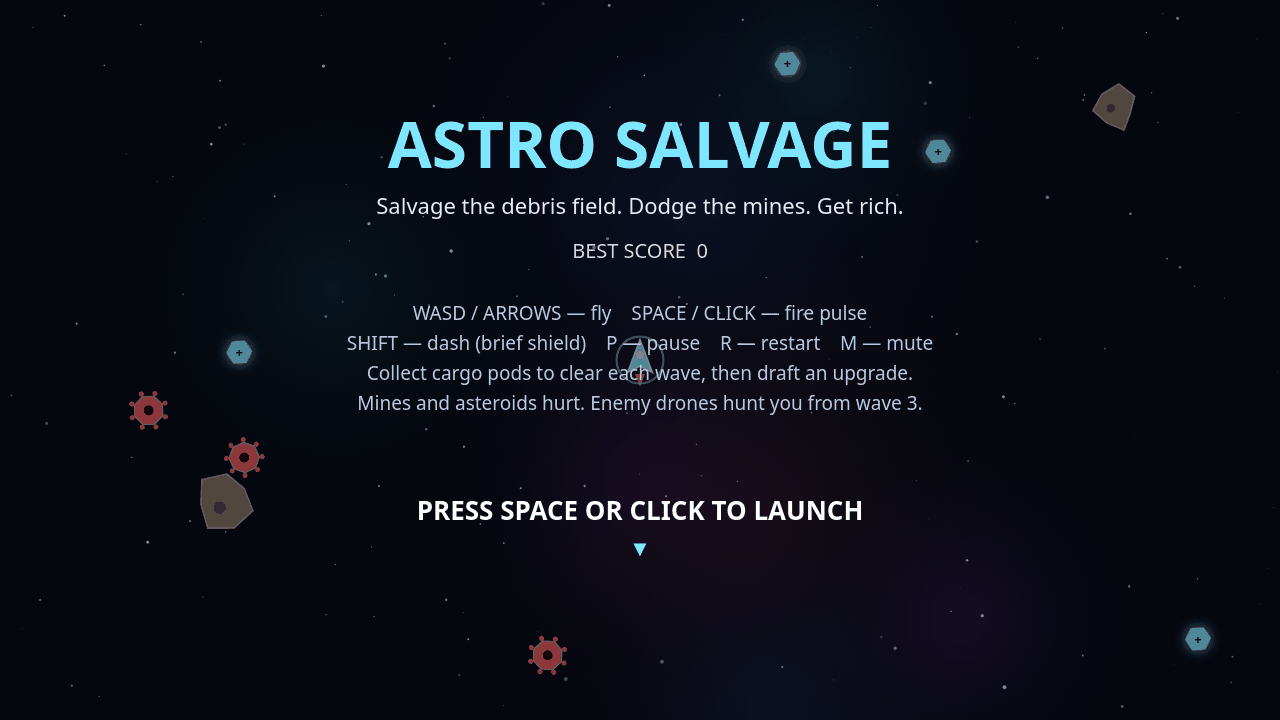 ASTRO SALVAGE
Salvage the debris field. Dodge the mines. Get rich.
BEST SCORE 0
WASD / ARROWS — fly SPACE / CLICK — fire pulse
SHIFT — dash (brief shield) P — pause R — restart M — mute
Collect cargo pods to clear each wave, then draft an upgrade.
Mines and asteroids hurt. Enemy drones hunt you from wave 3.
PRESS SPACE OR CLICK TO LAUNCH